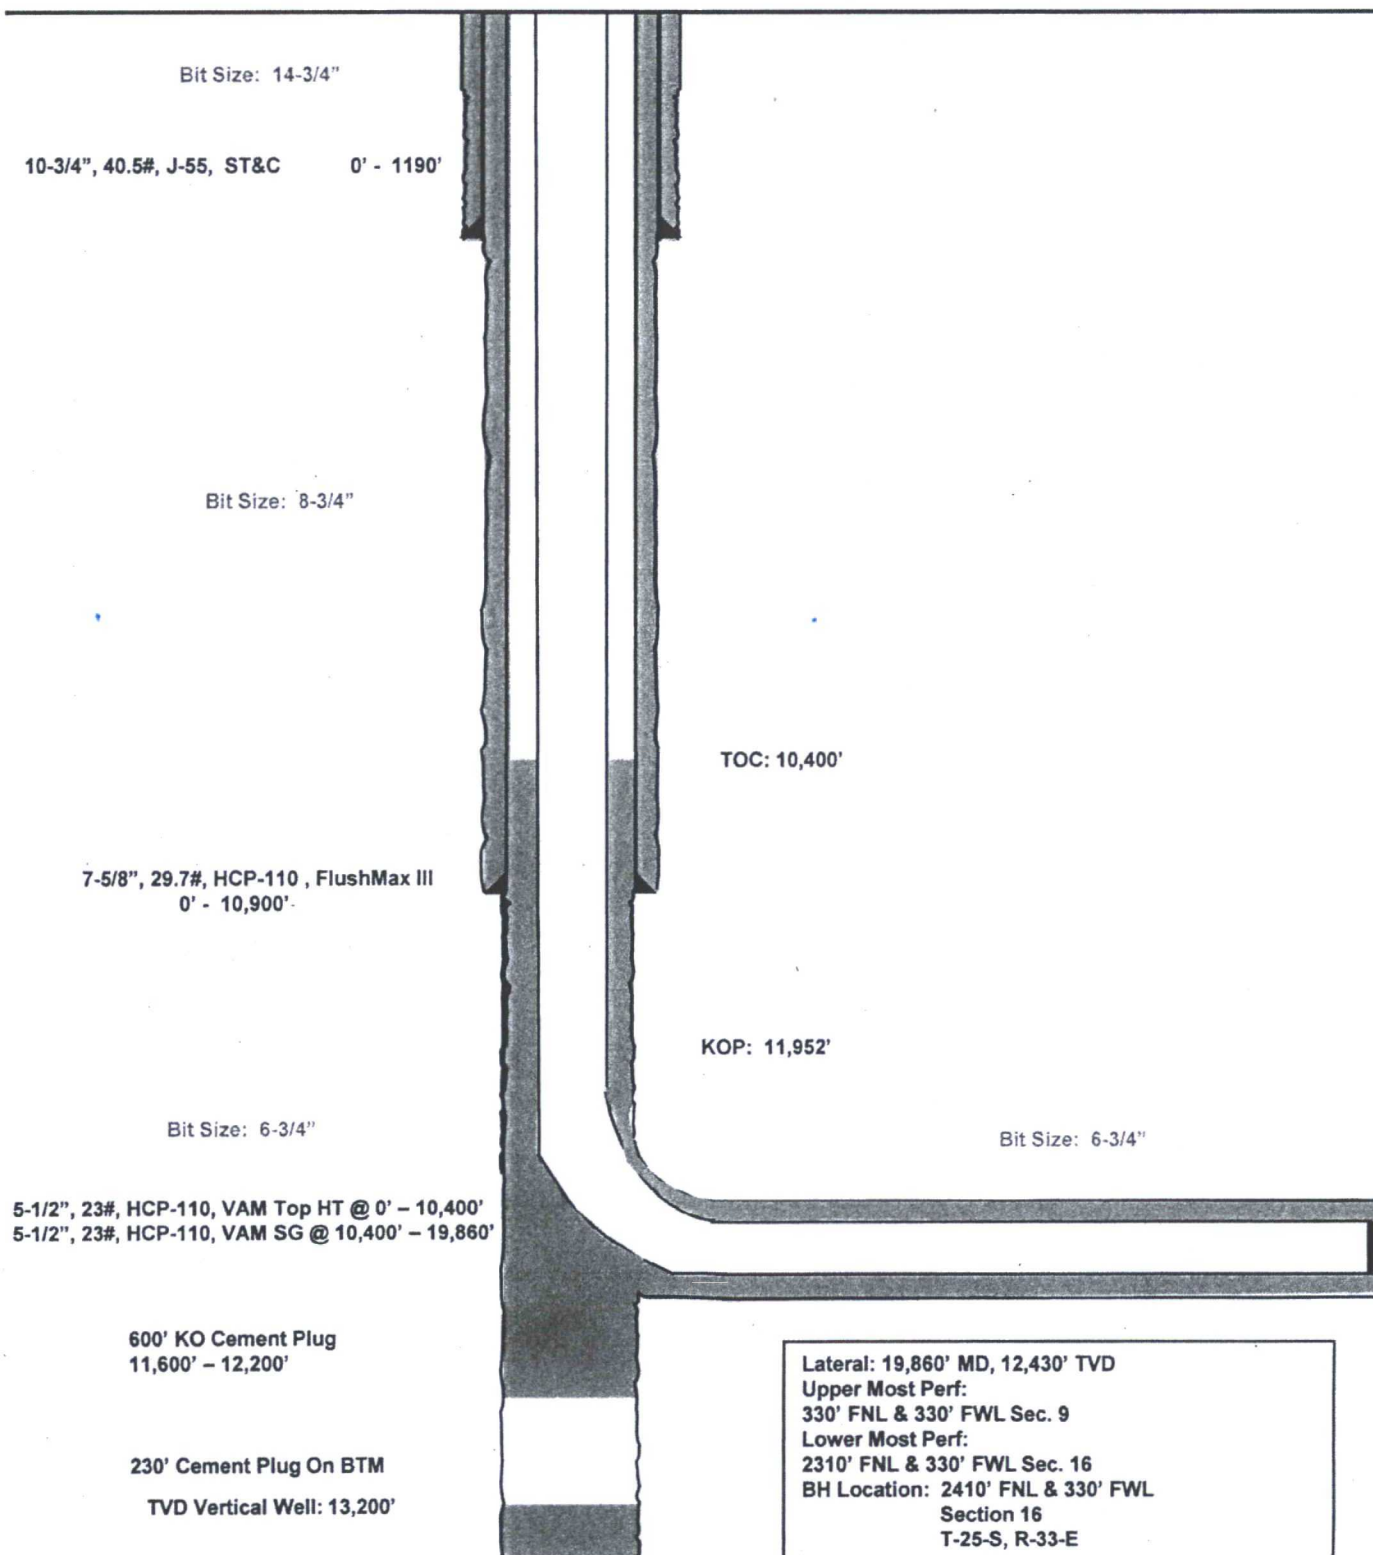 Bit Size: 14-3/4”
10-3/4”, 40.5#, J-55, ST&C 0’ - 1190’
Bit Size: 8-3/4”
TOC: 10,400’
7-5/8”, 29.7#, HCP-110 , FlushMax III
0’ - 10,900’
KOP: 11,952’
Bit Size: 6-3/4”
Bit Size: 6-3/4”
5-1/2”, 23#, HCP-110, VAM Top HT @ 0’ – 10,400’
5-1/2”, 23#, HCP-110, VAM SG @ 10,400’ – 19,860’
600’ KO Cement Plug
11,600’ – 12,200’
230’ Cement Plug On BTM
TVD Vertical Well: 13,200’
Lateral: 19,860’ MD, 12,430’ TVD
Upper Most Perf:
330’ FNL & 330’ FWL Sec. 9
Lower Most Perf:
2310’ FNL & 330’ FWL Sec. 16
BH Location: 2410’ FNL & 330’ FWL
Section 16
T-25-S, R-33-E